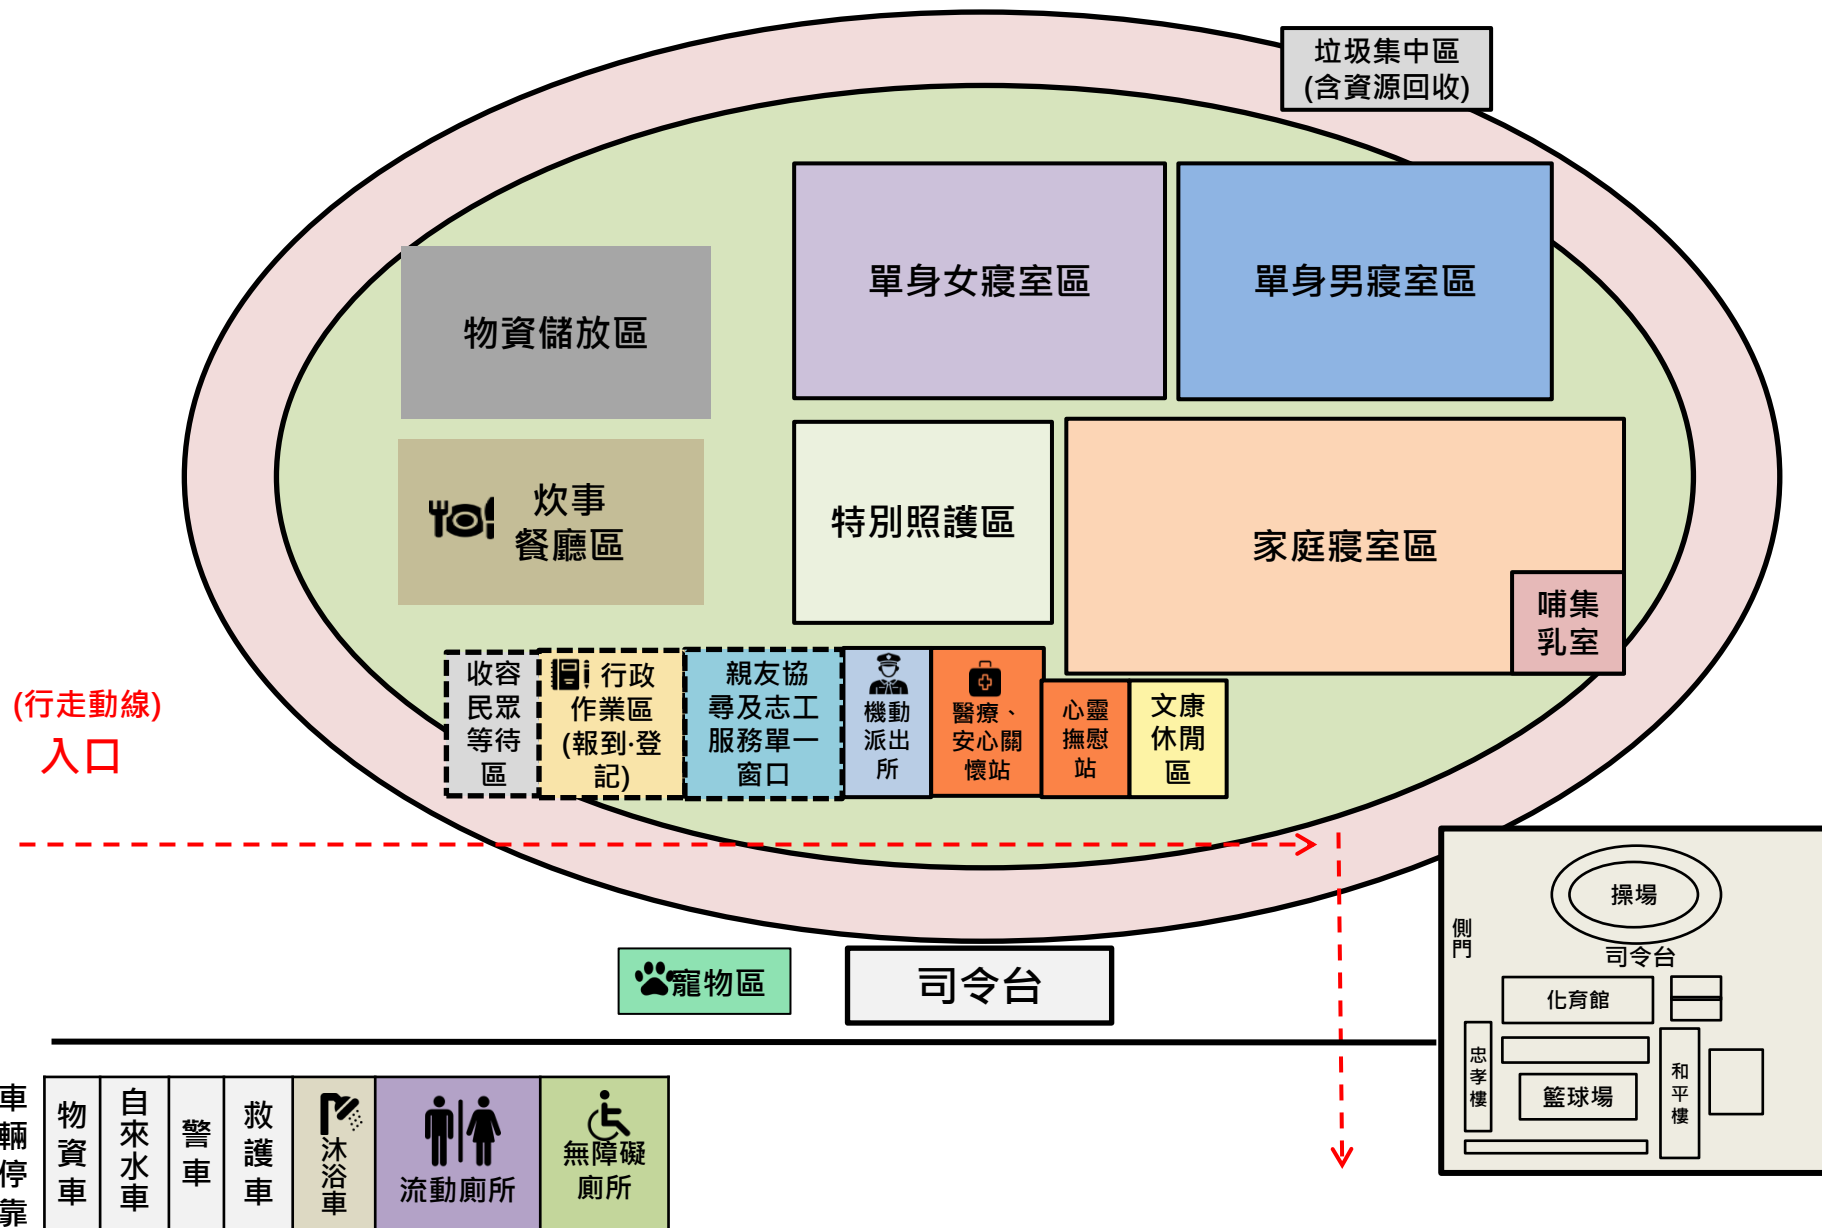 垃圾集中區
(含資源回收)
單身女寢室區
單身男寢室區
物資儲放區
炊事
餐廳區
特別照護區
家庭寢室區
哺集
乳室
(行走動線)
入口
收容
民眾
等待
區
行政
作業區
(報到·登
記)
親友協
尋及志工
服務單一
窗口
機動
派出
所
醫療、
安心關
懷站
心靈
撫慰
站
文康
休閒
區
寵物區
司令台
操場
側門
司令台
化育館
忠孝樓
籃球場
和平樓
車輛停靠
物資車
自來水車
警車
救護車
沐浴車
流動廁所
無障礙
廁所